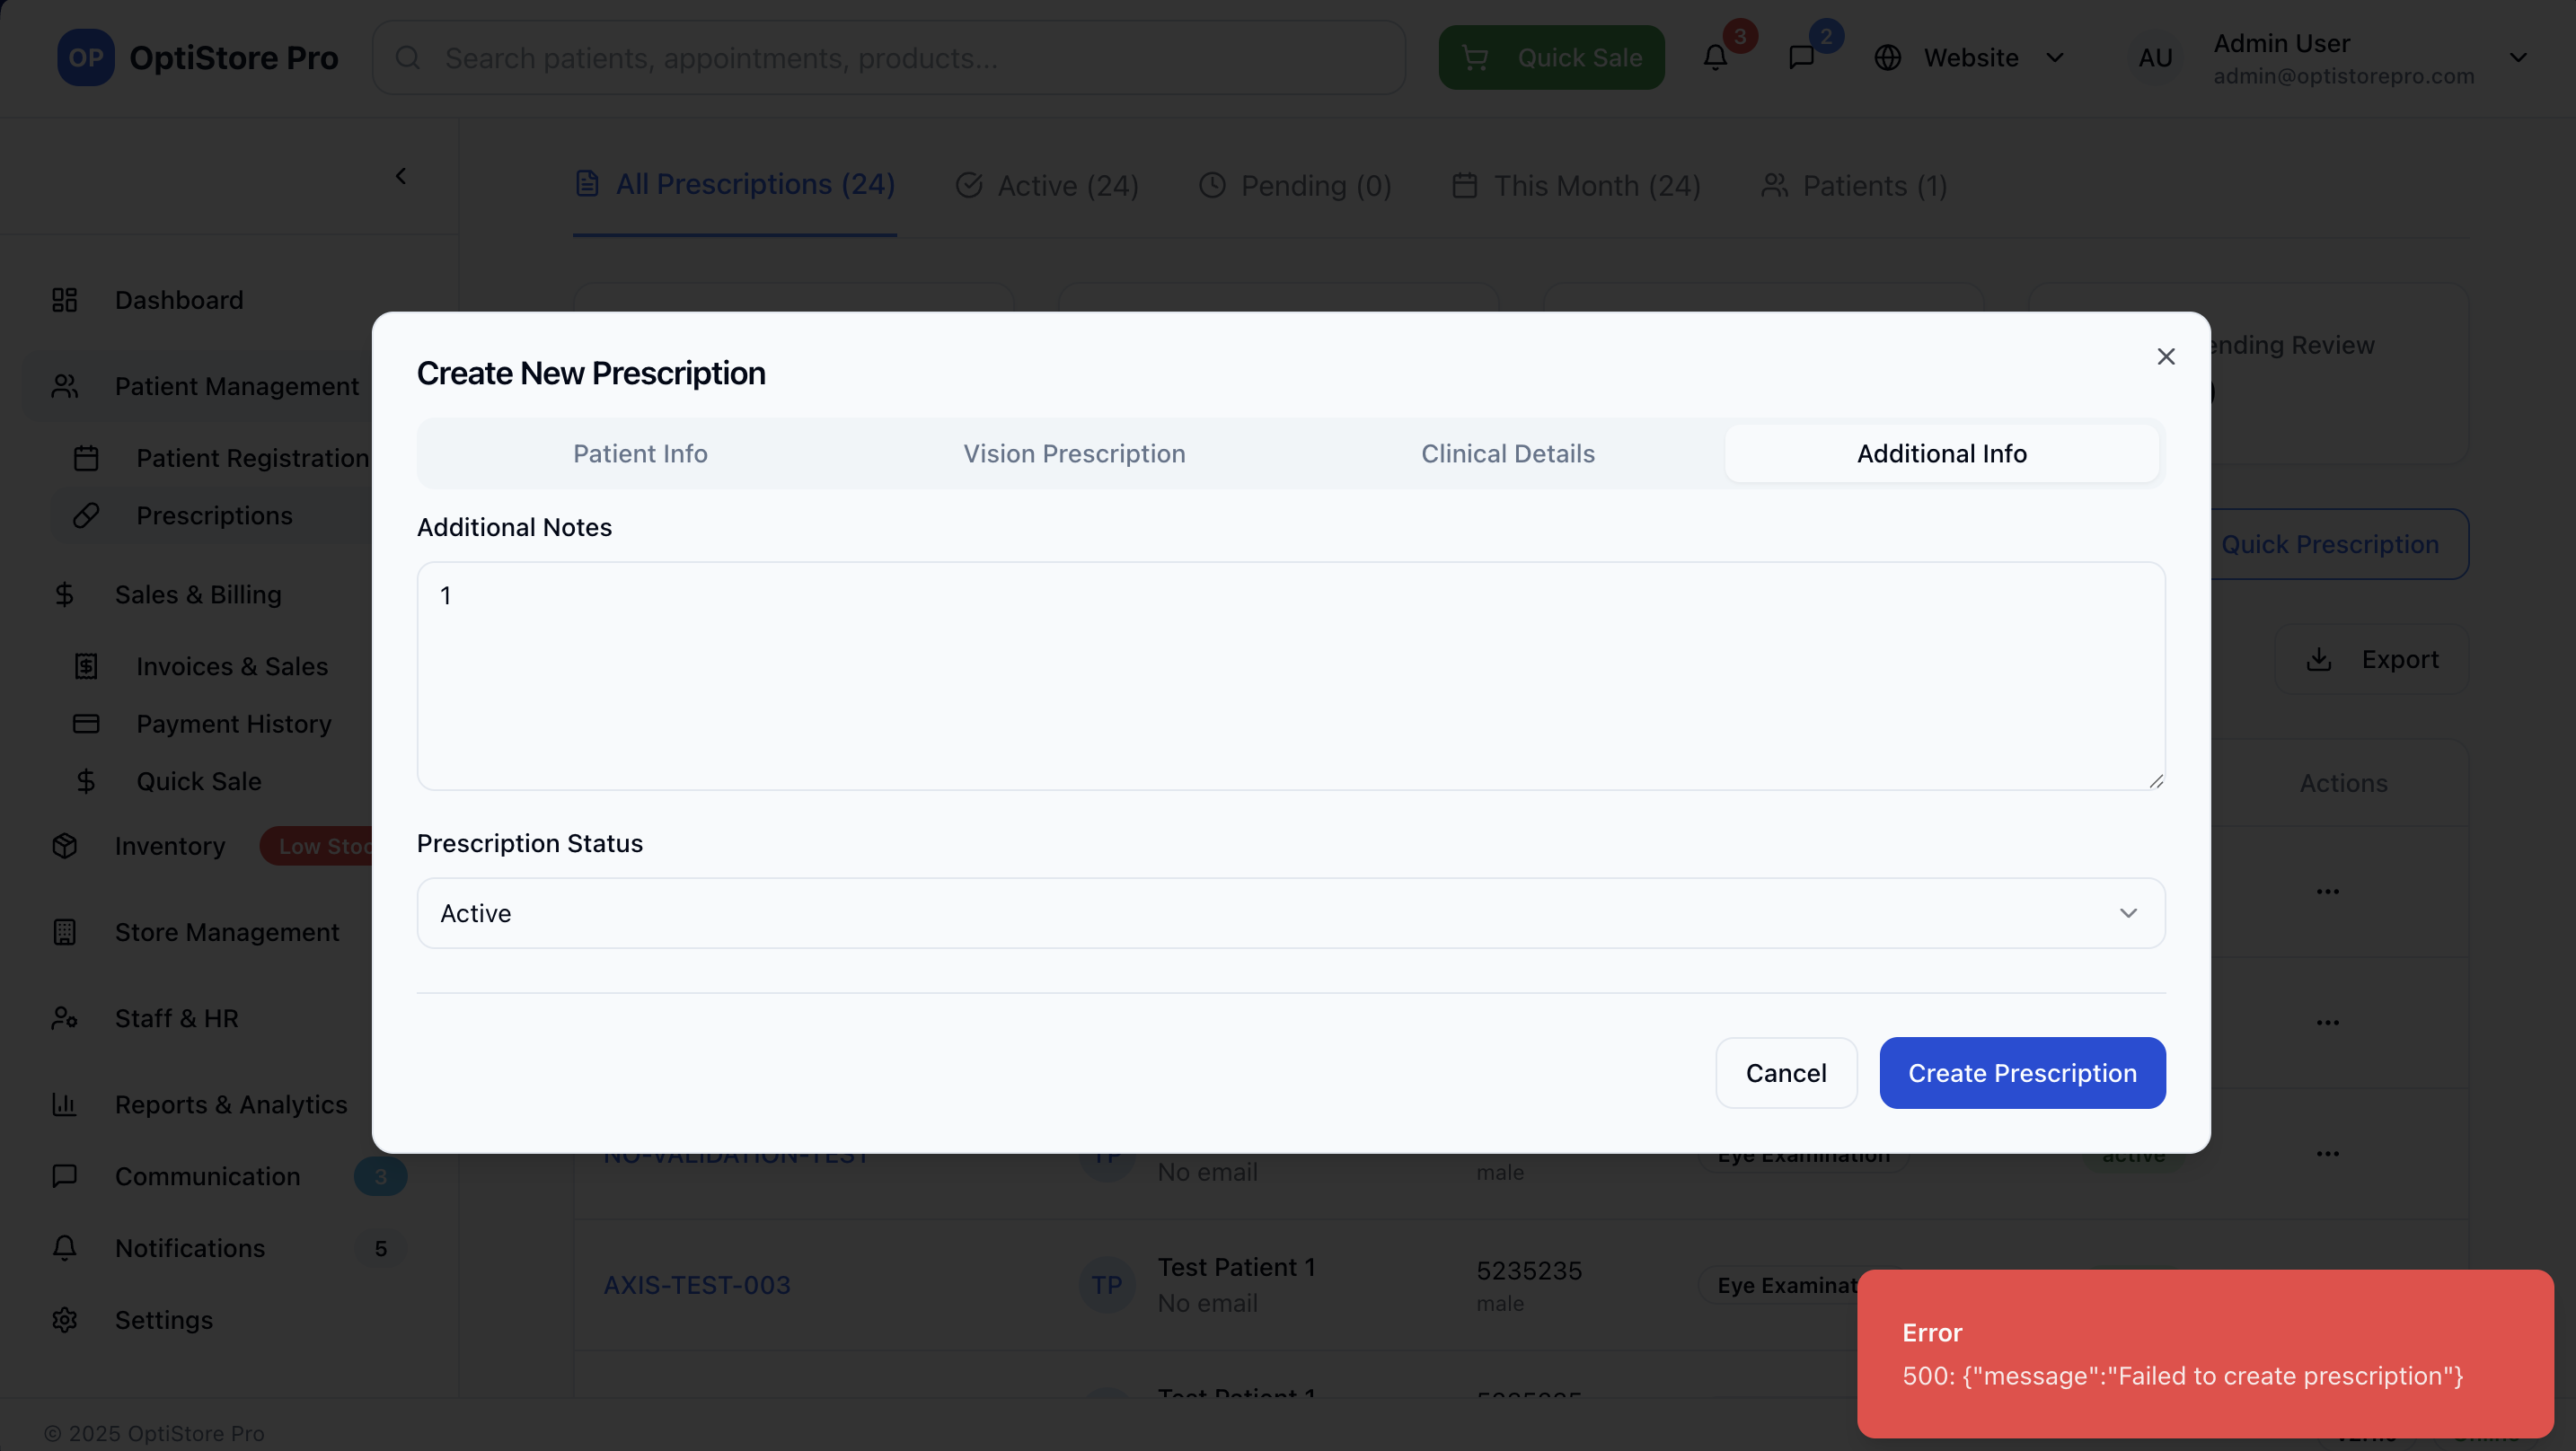 OP OptiStore Pro
Search patients, appointments, products...
Quick Sale
3
2
Website
AU
Admin User
admin@optistorepro.com
All Prescriptions (24)
Active (24)
Pending (0)
This Month (24)
Patients (1)
Dashboard
Patient Management
Patient Registration
Prescriptions
Sales & Billing
Invoices & Sales
Payment History
Quick Sale
Inventory
Low Stoc
Store Management
Staff & HR
Reports & Analytics
Communication 3
Notifications 5
Settings
© 2025 OptiStore Pro
ending Review
Quick Prescription
Export
Actions
Create New Prescription
Patient Info
Vision Prescription
Clinical Details
Additional Info
Additional Notes
1
Prescription Status
Active
Cancel
Create Prescription
NO-VALIDATION-TEST
TP
No email
male
Eye Examination
active
AXIS-TEST-003
TP
Test Patient 1
No email
5235235
male
Eye Examinat
Test Patient 1
5235235
Error
500: {"message":"Failed to create prescription"}